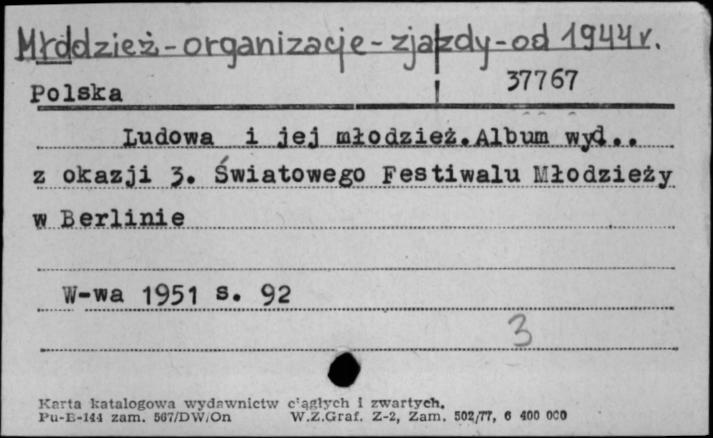 Młodzież-organizacje-zjazdy-od 1944r.
Polska 37767
Ludowa i jej młodzież.Album wyd..
z okazji 3. Światowego Festiwalu Młodzieży
w Berlinie
W-wa 1951 s. 92
3
Karta katalogowa wydawnictw ciągłych i zwartych.
Pu-B-144 zam. 567/DW/On W.Z.Graf. Z-2, Zam. 502/77, 6 400 000